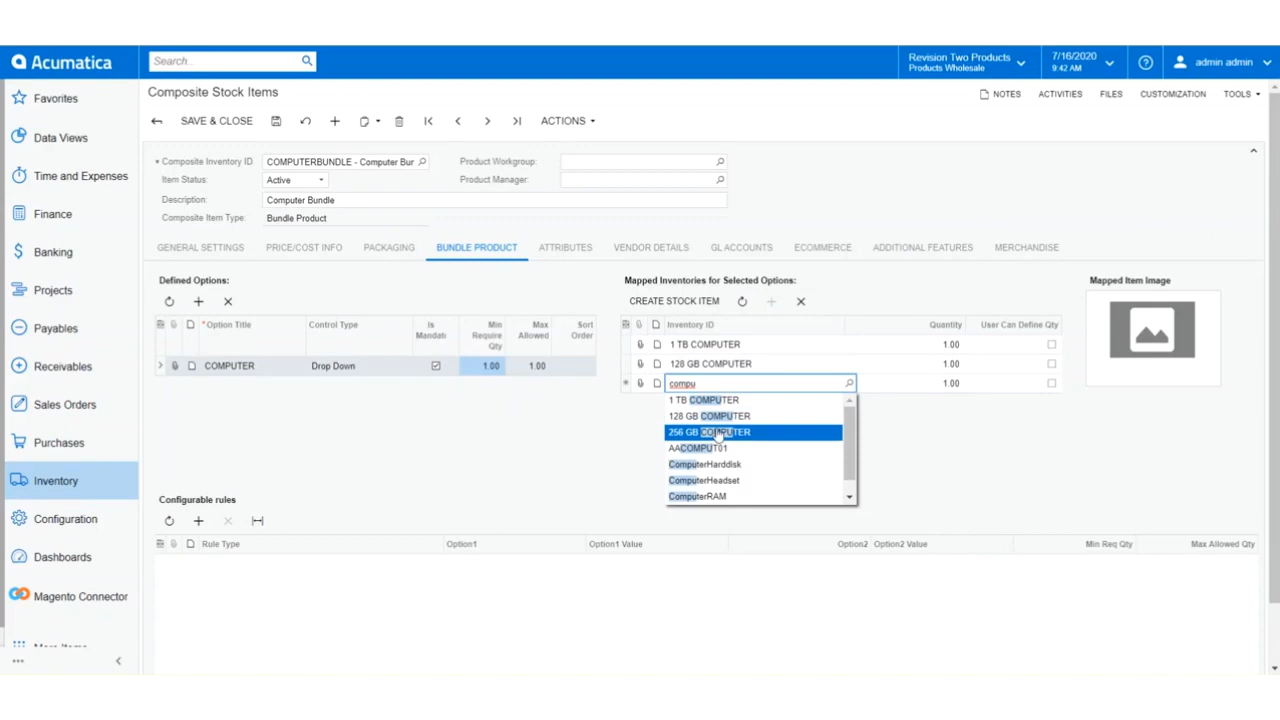 Acumatica
Search...
Revision Two Products
Products Wholesale
7/16/2020
9:42 AM
admin admin
Favorites
Data Views
Time and Expenses
Finance
Banking
Projects
Payables
Receivables
Sales Orders
Purchases
Inventory
Configuration
Dashboards
Magento Connector
More Items
Composite Stock Items
NOTES ACTIVITIES FILES CUSTOMIZATION TOOLS
SAVE & CLOSE ACTIONS
* Composite Inventory ID COMPUTERBUNDLE - Computer Bur Product Workgroup:
Item Status: Active Product Manager:
Description: Computer Bundle
Composite Item Type: Bundle Product
GENERAL SETTINGS PRICE/COST INFO PACKAGING BUNDLE PRODUCT ATTRIBUTES VENDOR DETAILS GL ACCOUNTS ECOMMERCE ADDITIONAL FEATURES MERCHANDISE
Defined Options:
*Option Title Control Type Is Mandati Min Require Qty Max Allowed Sort Order
COMPUTER Drop Down 1.00 1.00
Mapped Inventories for Selected Options:
CREATE STOCK ITEM
Inventory ID Quantity User Can Define Qty
1 TB COMPUTER 1.00
128 GB COMPUTER 1.00
compu 1.00
1 TB COMPUTER
128 GB COMPUTER
256 GB COMPUTER
AACOMPUT01
ComputerHarddisk
ComputerHeadset
ComputerRAM
Mapped Item Image
Configurable rules
Rule Type Option1 Option1 Value Option2 Option2 Value Min Req Qty Max Allowed Qty